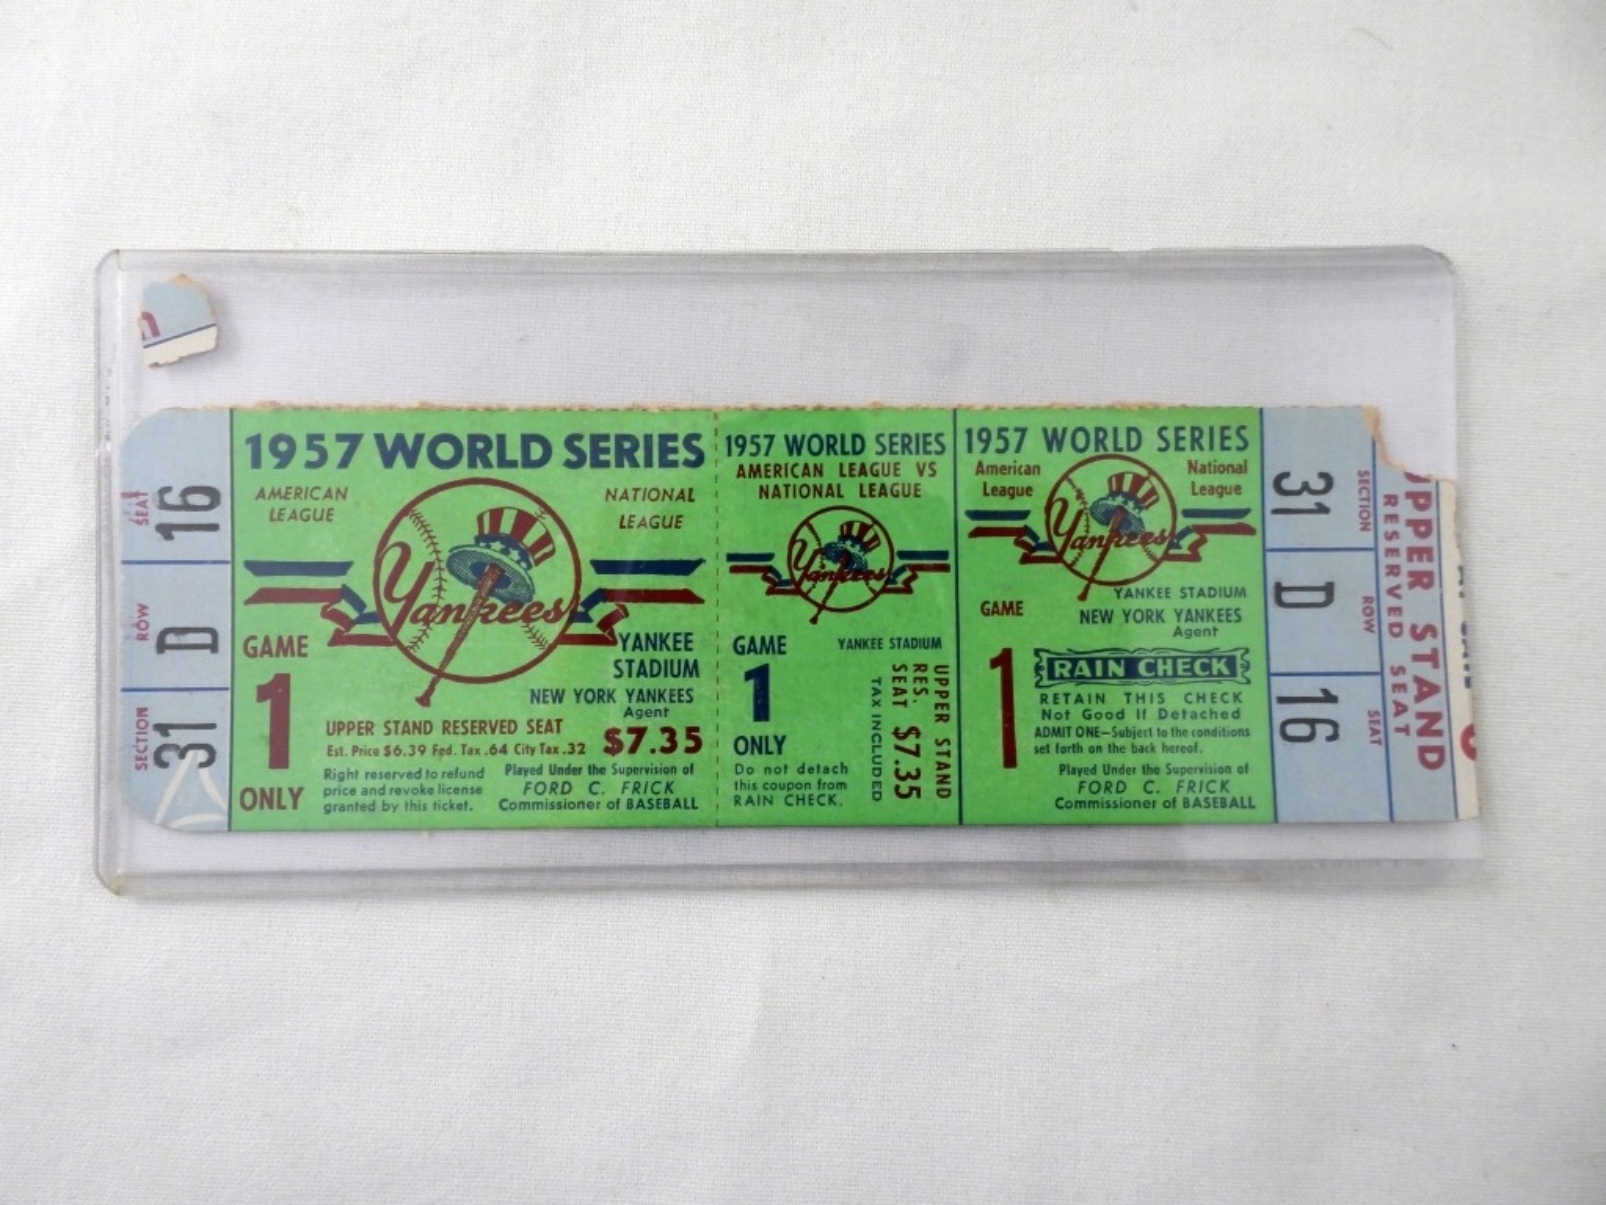 SEAT 16
ROW D
SECTION 31
1957 WORLD SERIES
AMERICAN LEAGUE
NATIONAL LEAGUE
Yankees
GAME
1
ONLY
YANKEE
STADIUM
NEW YORK YANKEES
Agent
UPPER STAND RESERVED SEAT
Est. Price $6.39 Fed. Tax .64 City Tax .32 $7.35
Right reserved to refund
price and revoke license
granted by this ticket.
Played Under the Supervision of
FORD C. FRICK
Commissioner of BASEBALL
1957 WORLD SERIES
AMERICAN LEAGUE VS
NATIONAL LEAGUE
Yankees
GAME
1
ONLY
YANKEE STADIUM
Do not detach
this coupon from
RAIN CHECK.
UPPER STAND
RES.
SEAT $7.35
TAX INCLUDED
1957 WORLD SERIES
American
League
National
League
Yankees
GAME
1
YANKEE STADIUM
NEW YORK YANKEES
Agent
RAIN CHECK
RETAIN THIS CHECK
Not Good If Detached
ADMIT ONE—Subject to the conditions
set forth on the back hereof.
Played Under the Supervision of
FORD C. FRICK
Commissioner of BASEBALL
SECTION 31
ROW D
SEAT 16
UPPER STAND
RESERVED SEAT